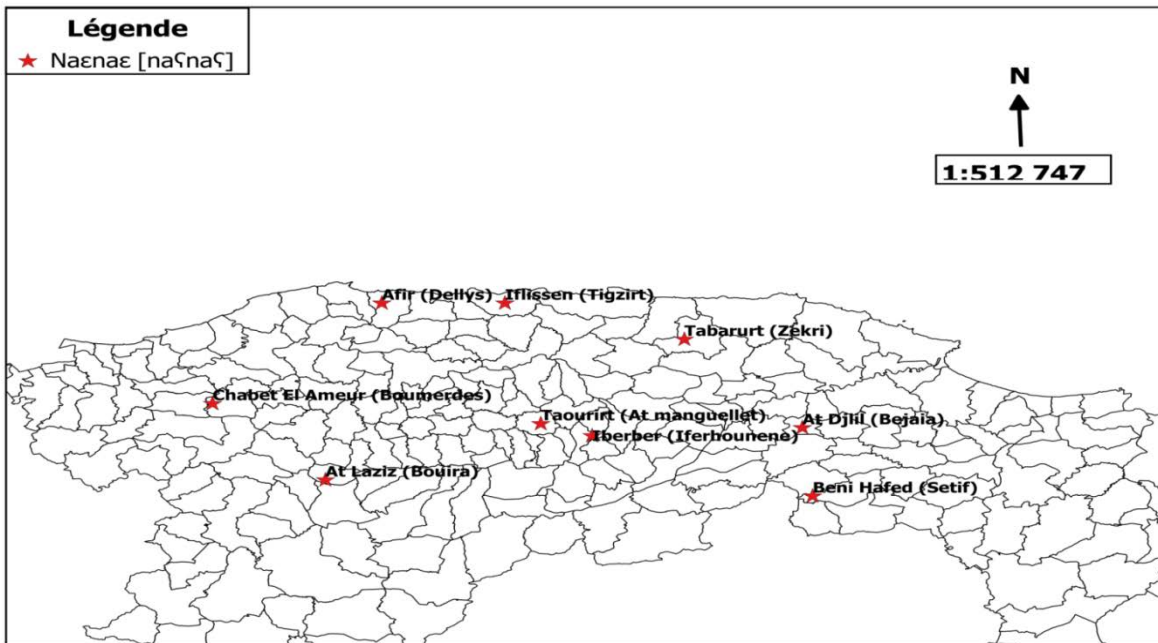 Légende
Naɛnaɛ [naʕnaʕ]
N
1:512 747
Afir (Dellys)
Iflissen (Tigzirt)
Tabarurt (Zekri)
Chabet El Ameur (Boumerdes)
Taourirt (At manguellet)
At Djlil (Bejaia)
Iberber (Iferhounene)
At Laziz (Bouira)
Beni Hafed (Setif)